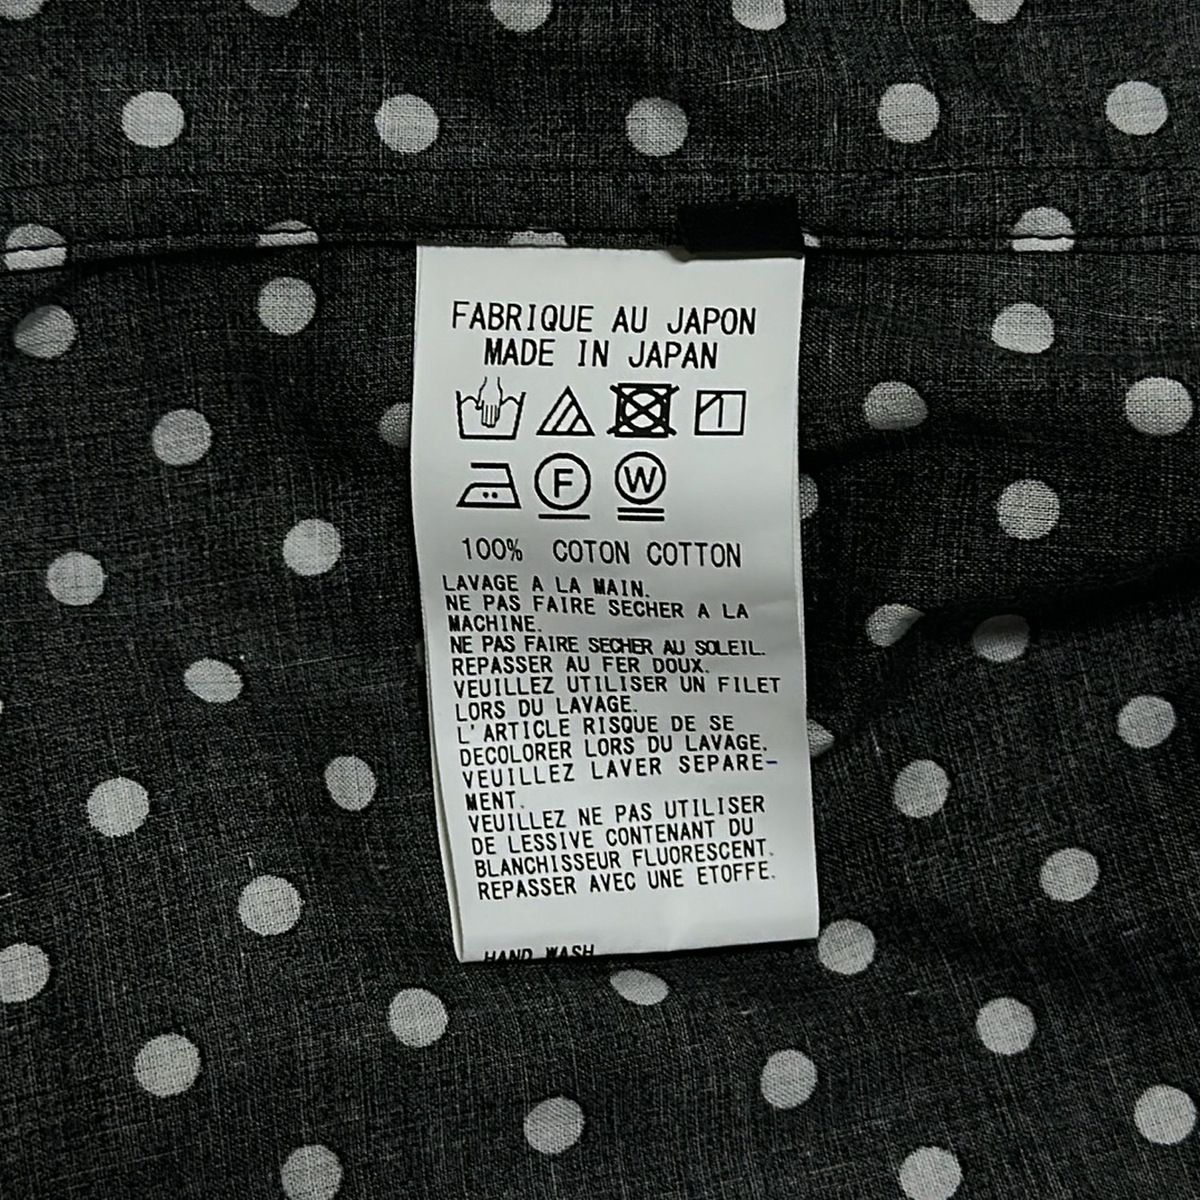 FABRIQUE AU JAPON
MADE IN JAPAN
F W
100% COTON COTTON
LAVAGE A LA MAIN.
NE PAS FAIRE SECHER A LA
MACHINE.
NE PAS FAIRE SECHER AU SOLEIL.
REPASSER AU FER DOUX.
VEUILLEZ UTILISER UN FILET
LORS DU LAVAGE.
L'ARTICLE RISQUE DE SE
DECOLORER LORS DU LAVAGE.
VEUILLEZ LAVER SEPARE-
MENT.
VEUILLEZ NE PAS UTILISER
DE LESSIVE CONTENANT DU
BLANCHISSEUR FLUORESCENT.
REPASSER AVEC UNE ETOFFE.
HAND WASH